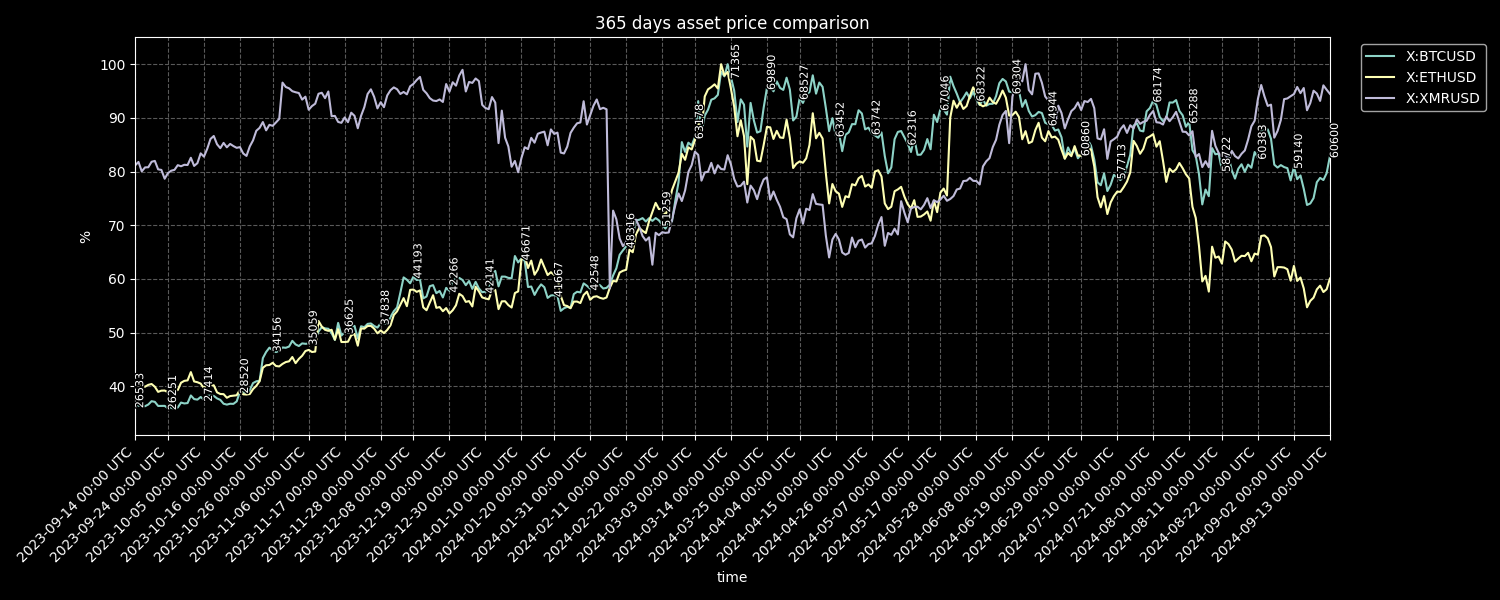 365 days asset price comparison
X:BTCUSD
X:ETHUSD
X:XMRUSD
100
90
80
70
60
50
40
%
26533
26251
27414
28520
34156
35059
36625
37838
44193
42266
42141
46671
41667
42548
48316
51259
63178
71365
69890
68527
63452
63742
62316
67046
68322
69304
64944
60860
57713
68174
65288
58722
60383
59140
60600
2023-09-14 00:00 UTC
2023-09-24 00:00 UTC
2023-10-05 00:00 UTC
2023-10-16 00:00 UTC
2023-10-26 00:00 UTC
2023-11-06 00:00 UTC
2023-11-17 00:00 UTC
2023-11-28 00:00 UTC
2023-12-08 00:00 UTC
2023-12-19 00:00 UTC
2023-12-30 00:00 UTC
2024-01-10 00:00 UTC
2024-01-20 00:00 UTC
2024-01-31 00:00 UTC
2024-02-11 00:00 UTC
2024-02-22 00:00 UTC
2024-03-03 00:00 UTC
2024-03-14 00:00 UTC
2024-03-25 00:00 UTC
2024-04-04 00:00 UTC
2024-04-15 00:00 UTC
2024-04-26 00:00 UTC
2024-05-07 00:00 UTC
2024-05-17 00:00 UTC
2024-05-28 00:00 UTC
2024-06-08 00:00 UTC
2024-06-19 00:00 UTC
2024-06-29 00:00 UTC
2024-07-10 00:00 UTC
2024-07-21 00:00 UTC
2024-08-01 00:00 UTC
2024-08-11 00:00 UTC
2024-08-22 00:00 UTC
2024-09-02 00:00 UTC
2024-09-13 00:00 UTC
time